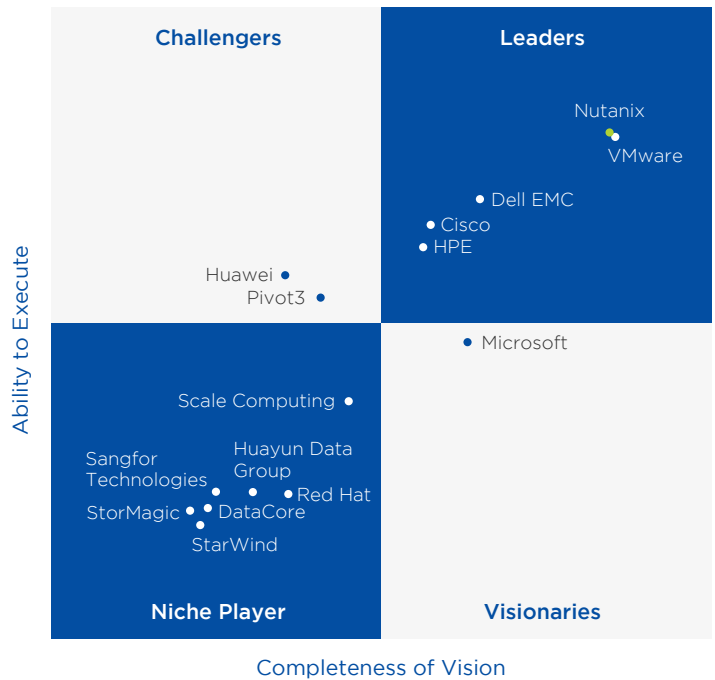 Challengers
Leaders
Nutanix
VMware
Dell EMC
Cisco
HPE
Huawei
Pivot3
Microsoft
Ability to Execute
Scale Computing
Huayun Data
Group
Sangfor
Technologies
Red Hat
StorMagic
DataCore
StarWind
Niche Player
Visionaries
Completeness of Vision